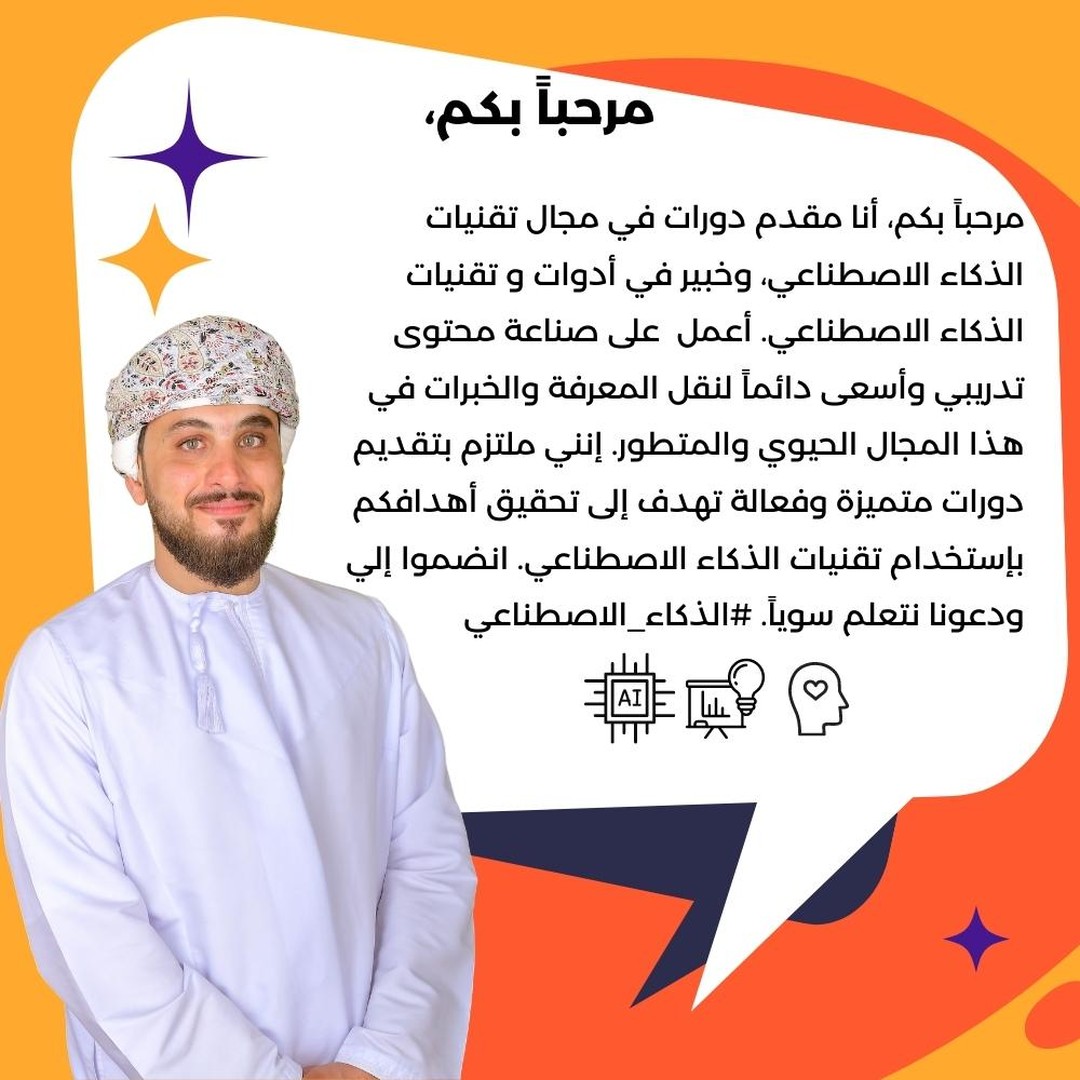 مرحباً بكم،
مرحباً بكم، أنا مقدم دورات في مجال تقنيات
الذكاء الاصطناعي، وخبير في أدوات و تقنيات
الذكاء الاصطناعي. أعمل على صناعة محتوى
تدريبي وأسعى دائماً لنقل المعرفة والخبرات في
هذا المجال الحيوي والمتطور. إنني ملتزم بتقديم
دورات متميزة وفعالة تهدف إلى تحقيق أهدافكم
بإستخدام تقنيات الذكاء الاصطناعي. انضموا إلي
ودعونا نتعلم سوياً. #الذكاء_الاصطناعي
AI